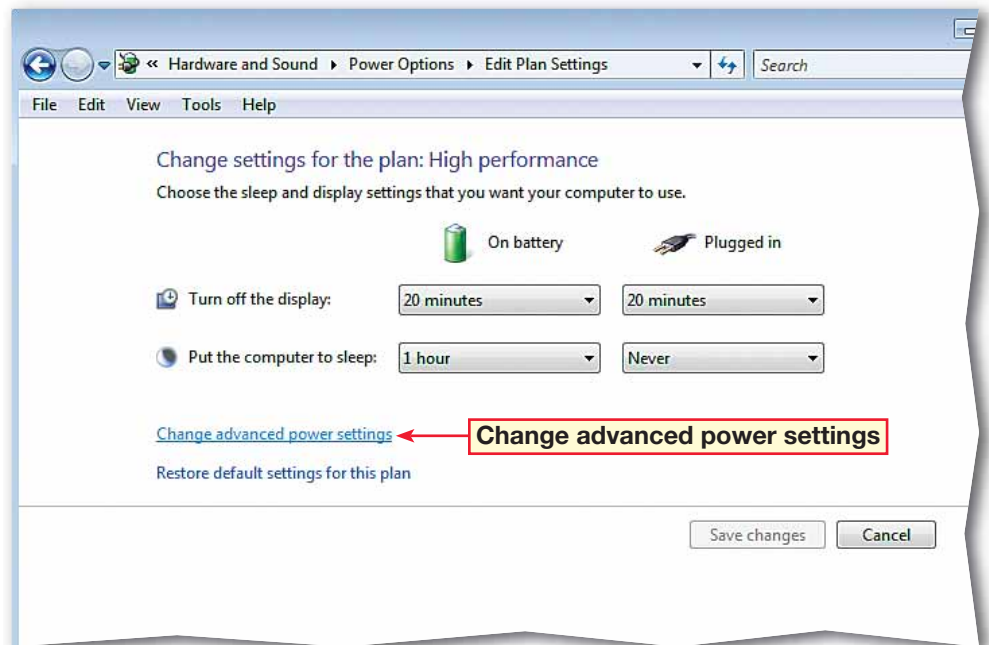 « Hardware and Sound ▸ Power Options ▸ Edit Plan Settings Search
File Edit View Tools Help
Change settings for the plan: High performance
Choose the sleep and display settings that you want your computer to use.
On battery Plugged in
Turn off the display: 20 minutes 20 minutes
Put the computer to sleep: 1 hour Never
Change advanced power settings Change advanced power settings
Restore default settings for this plan
Save changes Cancel